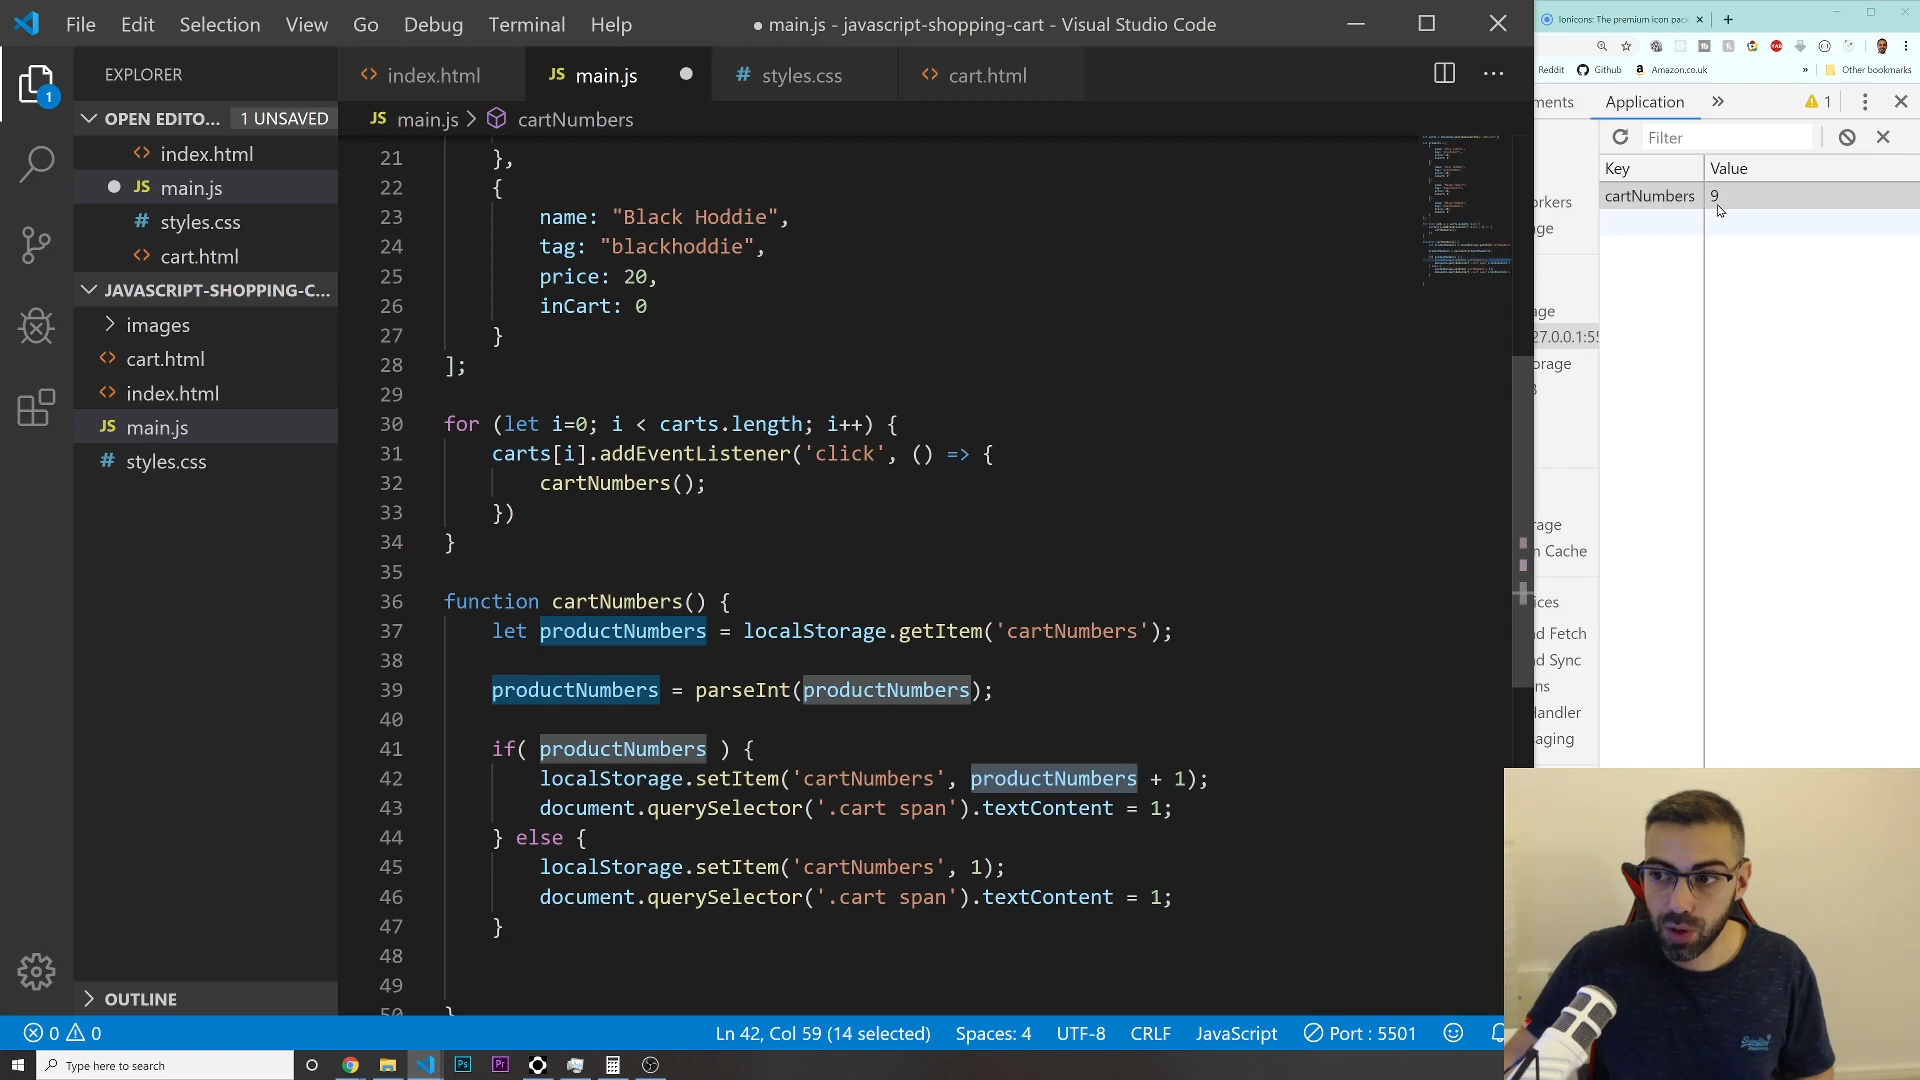 File Edit Selection View Go Debug Terminal Help
● main.js - javascript-shopping-cart - Visual Studio Code
EXPLORER
OPEN EDITO... 1 UNSAVED
index.html
main.js
styles.css
cart.html
JAVASCRIPT-SHOPPING-C...
images
cart.html
index.html
JS main.js
styles.css
OUTLINE
1
index.html
JS main.js
# styles.css
cart.html
JS main.js > cartNumbers
21 },
22 {
23 name: "Black Hoddie",
24 tag: "blackhoddie",
25 price: 20,
26 inCart: 0
27 }
28 ];
29
30 for (let i=0; i < carts.length; i++) {
31 carts[i].addEventListener('click', () => {
32 cartNumbers();
33 })
34 }
35
36 function cartNumbers() {
37 let productNumbers = localStorage.getItem('cartNumbers');
38
39 productNumbers = parseInt(productNumbers);
40
41 if( productNumbers ) {
42 localStorage.setItem('cartNumbers', productNumbers + 1);
43 document.querySelector('.cart span').textContent = 1;
44 } else {
45 localStorage.setItem('cartNumbers', 1);
46 document.querySelector('.cart span').textContent = 1;
47 }
48
49
50 }
0 0
Ln 42, Col 59 (14 selected) Spaces: 4 UTF-8 CRLF JavaScript Port : 5501
Type here to search
Ionicons: The premium icon pac
Reddit Github Amazon.co.uk » Other bookmarks
ments Application » 1
Filter
Key Value
cartNumbers 9
orkers
ge
age
27.0.0.1:55
orage
B
rage
n Cache
ices
d Fetch
d Sync
ns
Handler
saging